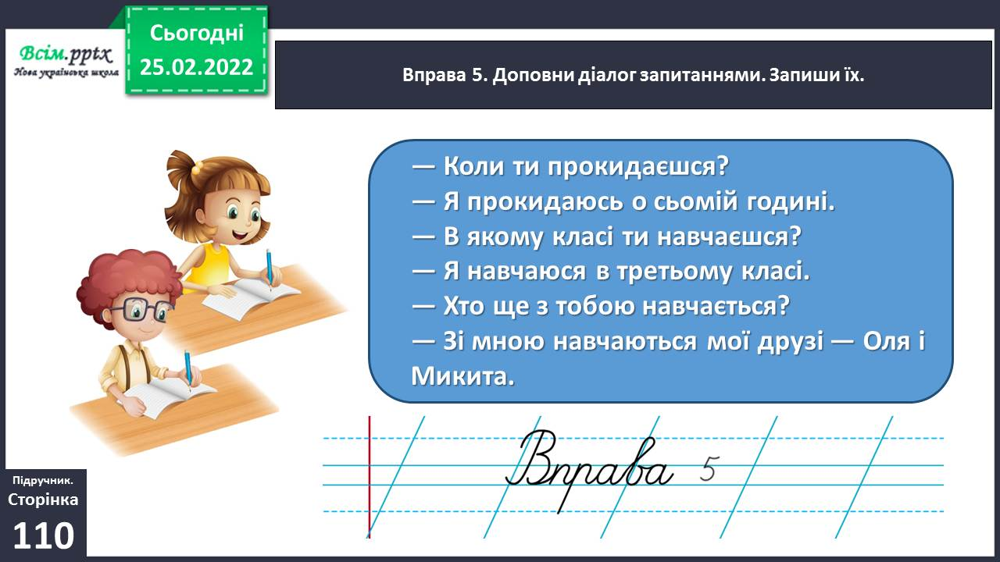 Сьогодні
25.02.2022
Всім.pptx
Нова українська школа
Вправа 5. Доповни діалог запитаннями. Запиши їх.
— Коли ти прокидаєшся?
— Я прокидаюсь о сьомій годині.
— В якому класі ти навчаєшся?
— Я навчаюся в третьому класі.
— Хто ще з тобою навчається?
— Зі мною навчаються мої друзі — Оля і
Микита.
Вправа 5
Підручник.
Сторінка
110